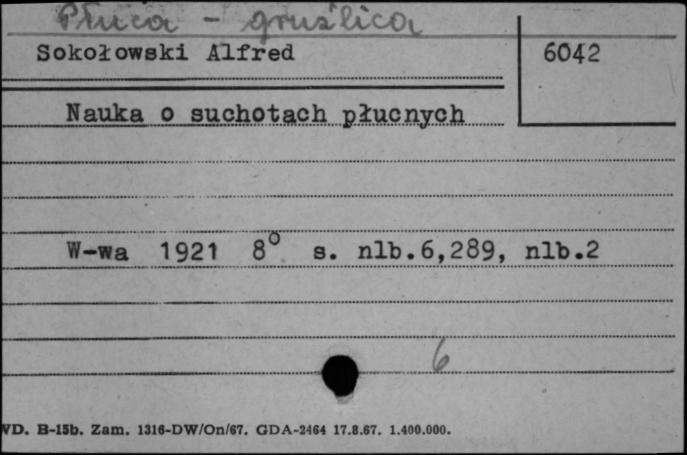 Płuca - gruźlica
Sokołowski Alfred
6042
Nauka o suchotach płucnych
W-wa 1921 8° s. nlb.6,289, nlb.2
6
VD. B-15b. Zam. 1316-DW/On/67. GDA-2464 17.8.67. 1.400.000.